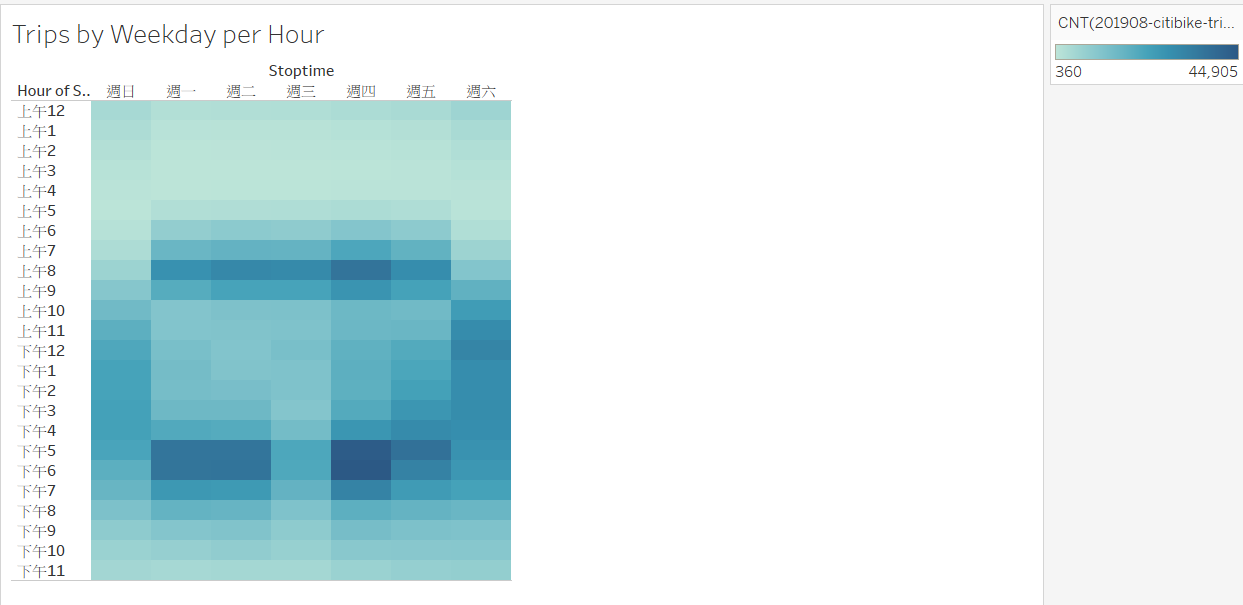 Trips by Weekday per Hour
CNT(201908-citibike-tri...
360 44,905
Stoptime
Hour of S.. 週日 週一 週二 週三 週四 週五 週六
上午12
上午1
上午2
上午3
上午4
上午5
上午6
上午7
上午8
上午9
上午10
上午11
下午12
下午1
下午2
下午3
下午4
下午5
下午6
下午7
下午8
下午9
下午10
下午11